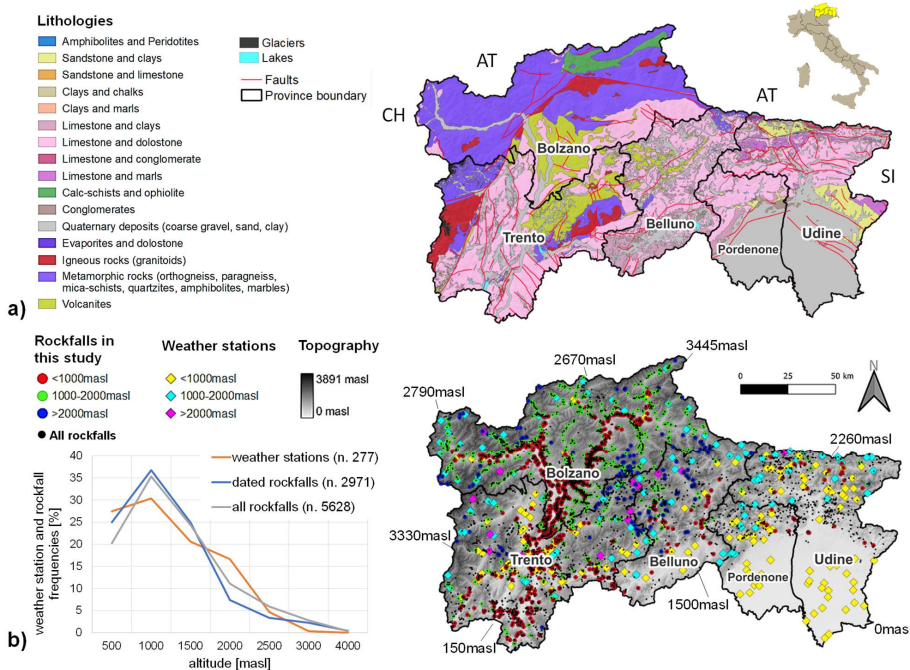 Lithologies
Amphibolites and Peridotites
Sandstone and clays
Sandstone and limestone
Clays and chalks
Clays and marls
Limestone and clays
Limestone and dolostone
Limestone and conglomerate
Limestone and marls
Calc-schists and ophiolite
Conglomerates
Quaternary deposits (coarse gravel, sand, clay)
Evaporites and dolostone
Igneous rocks (granitoids)
Metamorphic rocks (orthogneiss, paragneiss,
mica-schists, quartzites, amphibolites, marbles)
Volcanites
Glaciers
Lakes
Faults
Province boundary
a)
AT
CH
AT
SI
Bolzano
Trento
Belluno
Pordenone
Udine
Rockfalls in
this study
<1000masl
1000-2000masl
>2000masl
All rockfalls
Weather stations
<1000masl
1000-2000masl
>2000masl
Topography
3891 masl
0 masl
weather station and rockfall
frequencies [%]
40
35
30
25
20
15
10
5
0
500
1000
1500
2000
2500
3000
4000
altitude [masl]
weather stations (n. 277)
dated rockfalls (n. 2971)
all rockfalls (n. 5628)
b)
2790masl
2670masl
3445masl
2260masl
3330masl
150masl
1500masl
0mas
0
25
50 km
N
Bolzano
Trento
Belluno
Pordenone
Udine